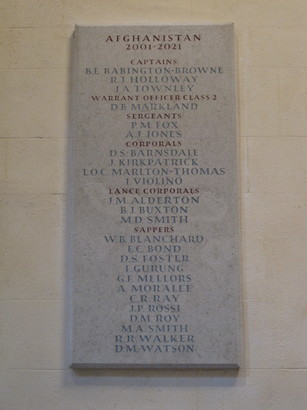 AFGHANISTAN
2001-2021
CAPTAINS
B.E. BABINGTON-BROWNE
R.J. HOLLOWAY
J.A. TOWNLEY
WARRANT OFFICER CLASS 2
D.B. MARKLAND
SERGEANTS
P.M. FOX
A.J. JONES
CORPORALS
D.S. BARNSDALE
J. KIRKPATRICK
L.O.C. MARLTON-THOMAS
I. VIOLINO
LANCE CORPORALS
J.M. ALDERTON
B.J. BUXTON
M.D. SMITH
SAPPERS
W.B. BLANCHARD
E.C. BOND
D.S. FOSTER
I. GURUNG
G.F. MELLORS
A. MORALEE
C.R. RAY
J.P. ROSSI
D.M. ROY
M.A. SMITH
R.R. WALKER
D.M. WATSON